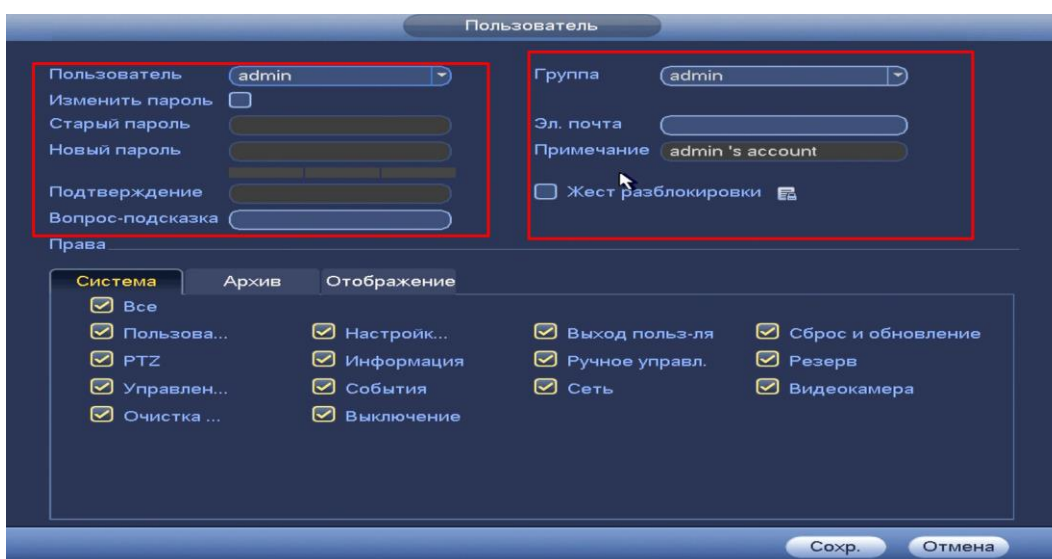 Пользователь
Пользователь admin
Группа admin
Изменить пароль
Старый пароль
Эл. почта
Новый пароль
Примечание admin 's account
Подтверждение
Жест разблокировки
Вопрос-подсказка
Права
Система Архив Отображение
Все
Пользова... Настройк... Выход польз-ля Сброс и обновление
PTZ Информация Ручное управл. Резерв
Управлен... События Сеть Видеокамера
Очистка ... Выключение
Сохр. Отмена